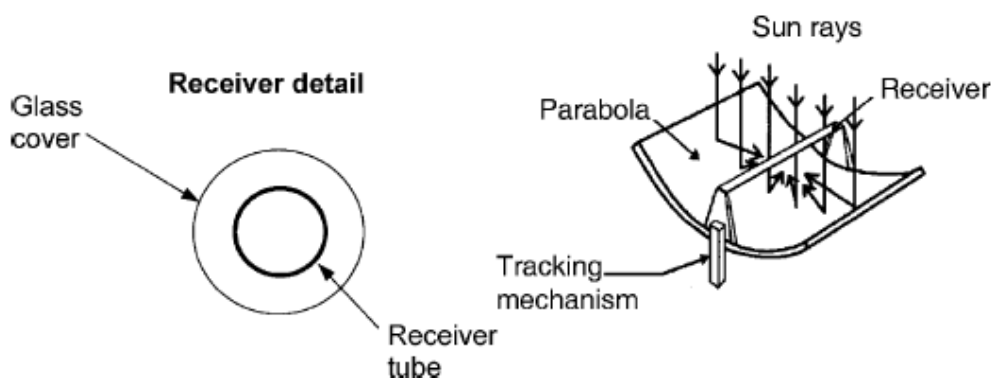 Receiver detail
Glass
cover
Receiver
tube
Sun rays
Parabola
Receiver
Tracking
mechanism